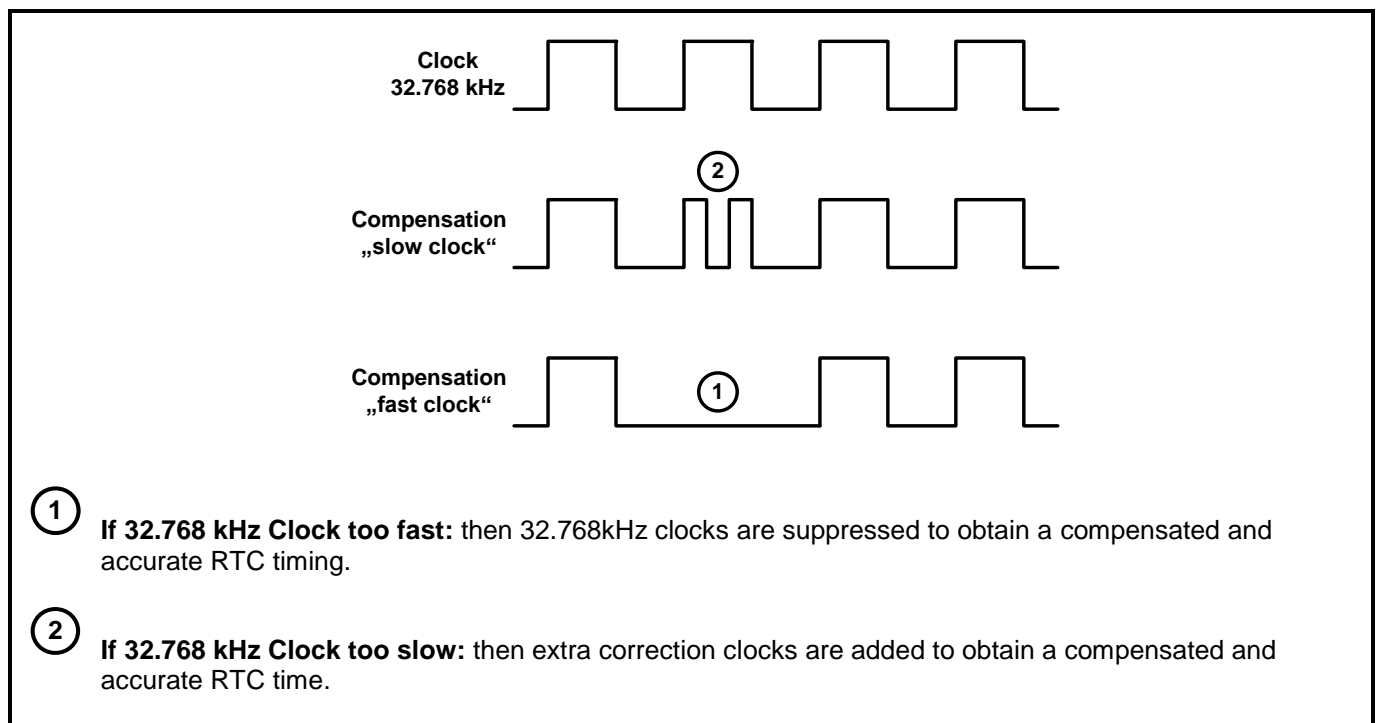 Clock
32.768 kHz
2
Compensation
„slow clock“
Compensation
„fast clock“
1
1
If 32.768 kHz Clock too fast: then 32.768kHz clocks are suppressed to obtain a compensated and
accurate RTC timing.
2
If 32.768 kHz Clock too slow: then extra correction clocks are added to obtain a compensated and
accurate RTC time.